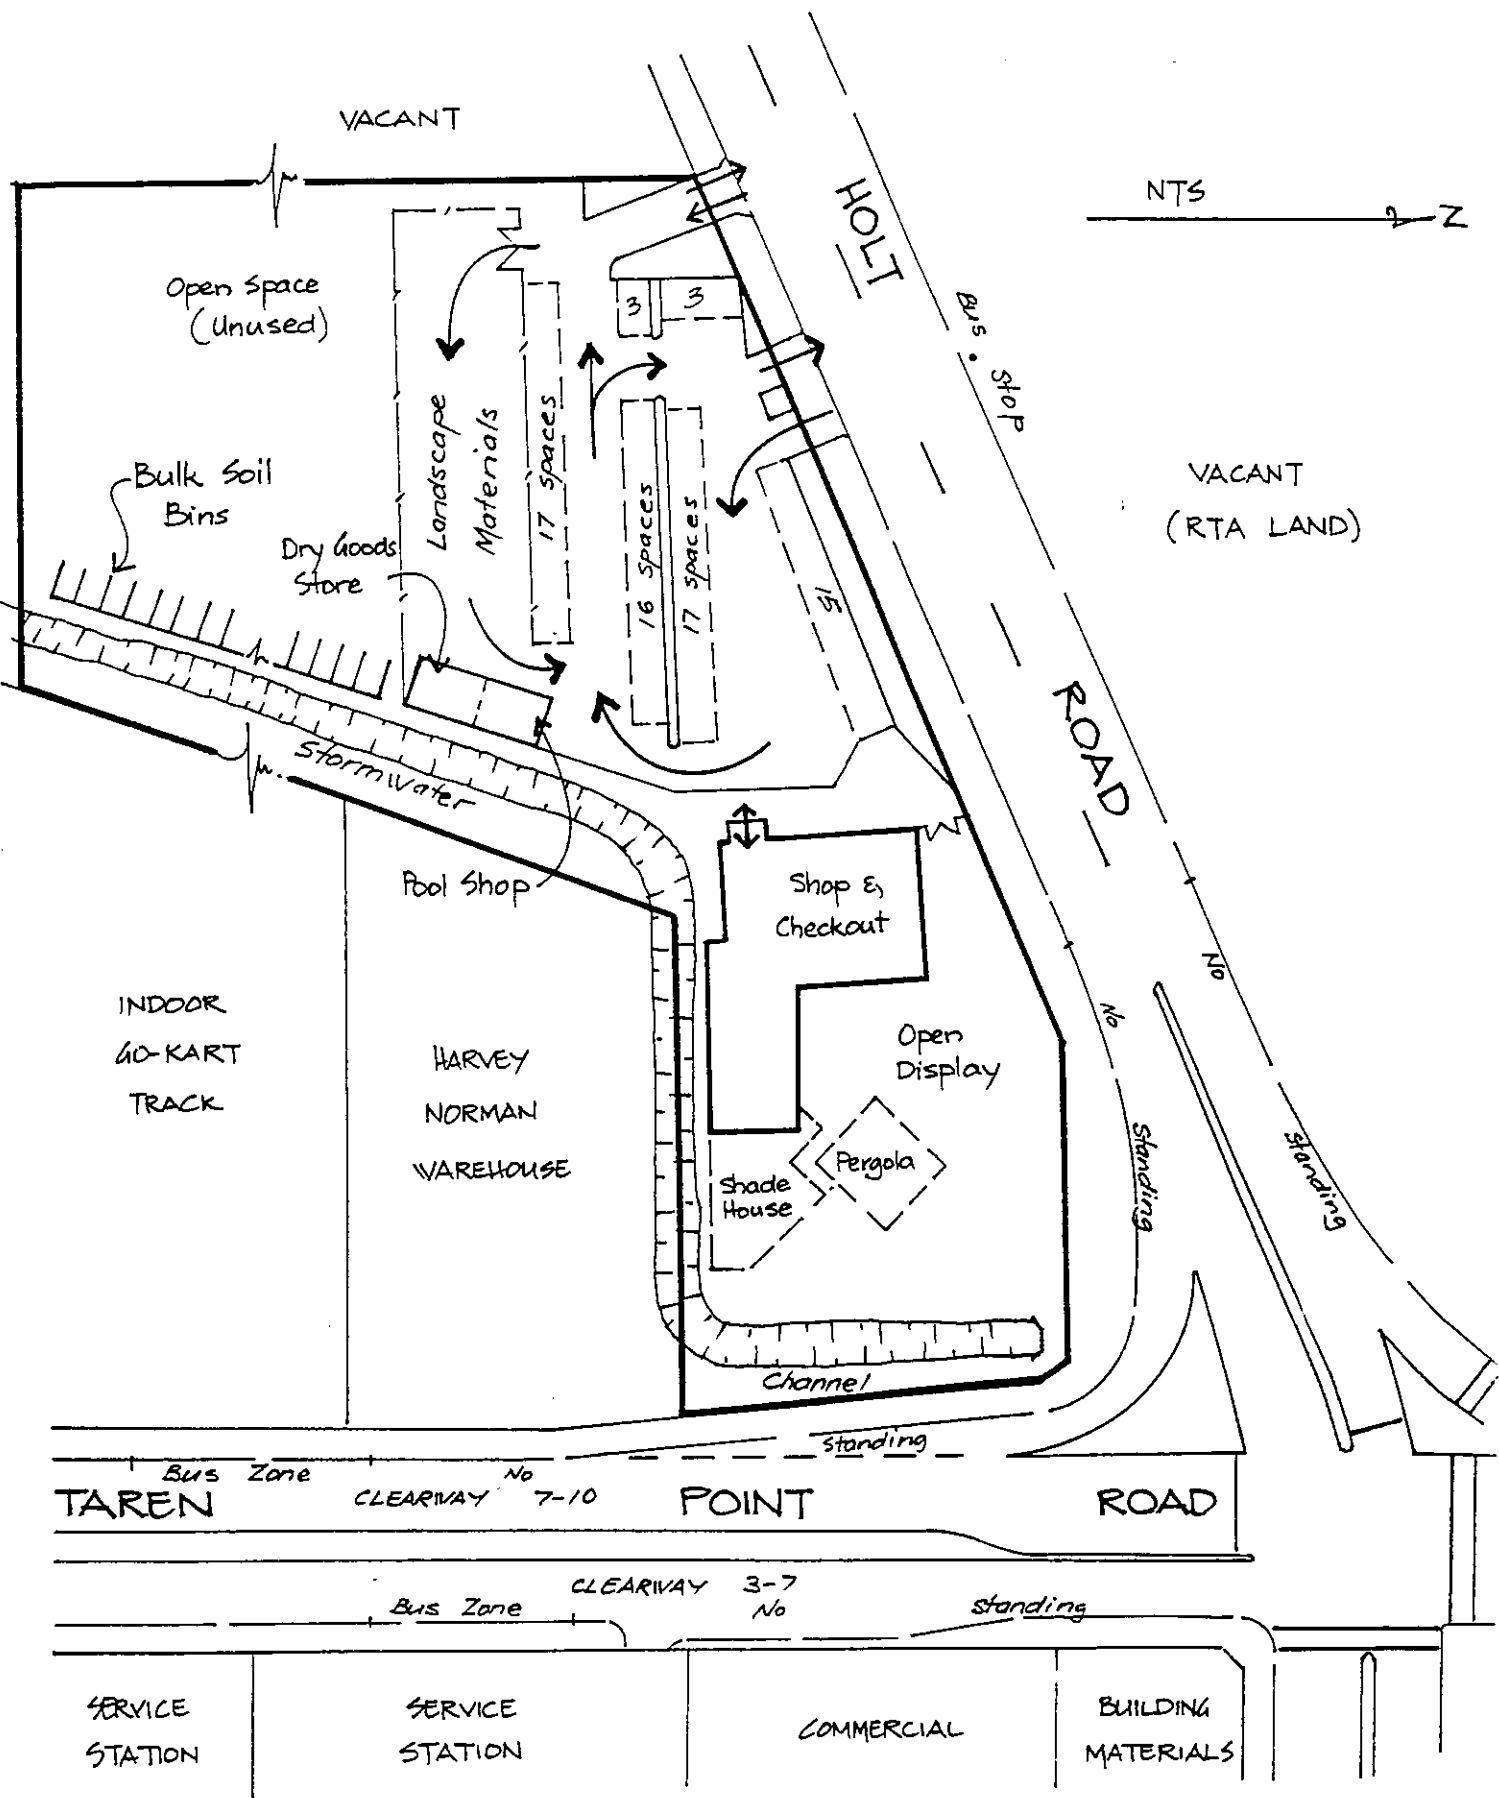 VACANT
NTS
Z
HOLT
Open Space
(Unused)
3
3
Bus Stop
Landscape
Materials
17 spaces
16 spaces
17 spaces
15
VACANT
(RTA LAND)
Bulk Soil
Bins
Dry Goods
Store
ROAD
Stormwater
Pool Shop
Shop &
Checkout
No
No
INDOOR
GO-KART
TRACK
HARVEY
NORMAN
WAREHOUSE
Open
Display
Standing
Standing
Pergola
Shade
House
Channel
Standing
Bus Zone
No
TAREN
CLEARWAY 7-10
POINT
ROAD
CLEARWAY 3-7
Bus Zone
No
Standing
SERVICE
STATION
SERVICE
STATION
COMMERCIAL
BUILDING
MATERIALS